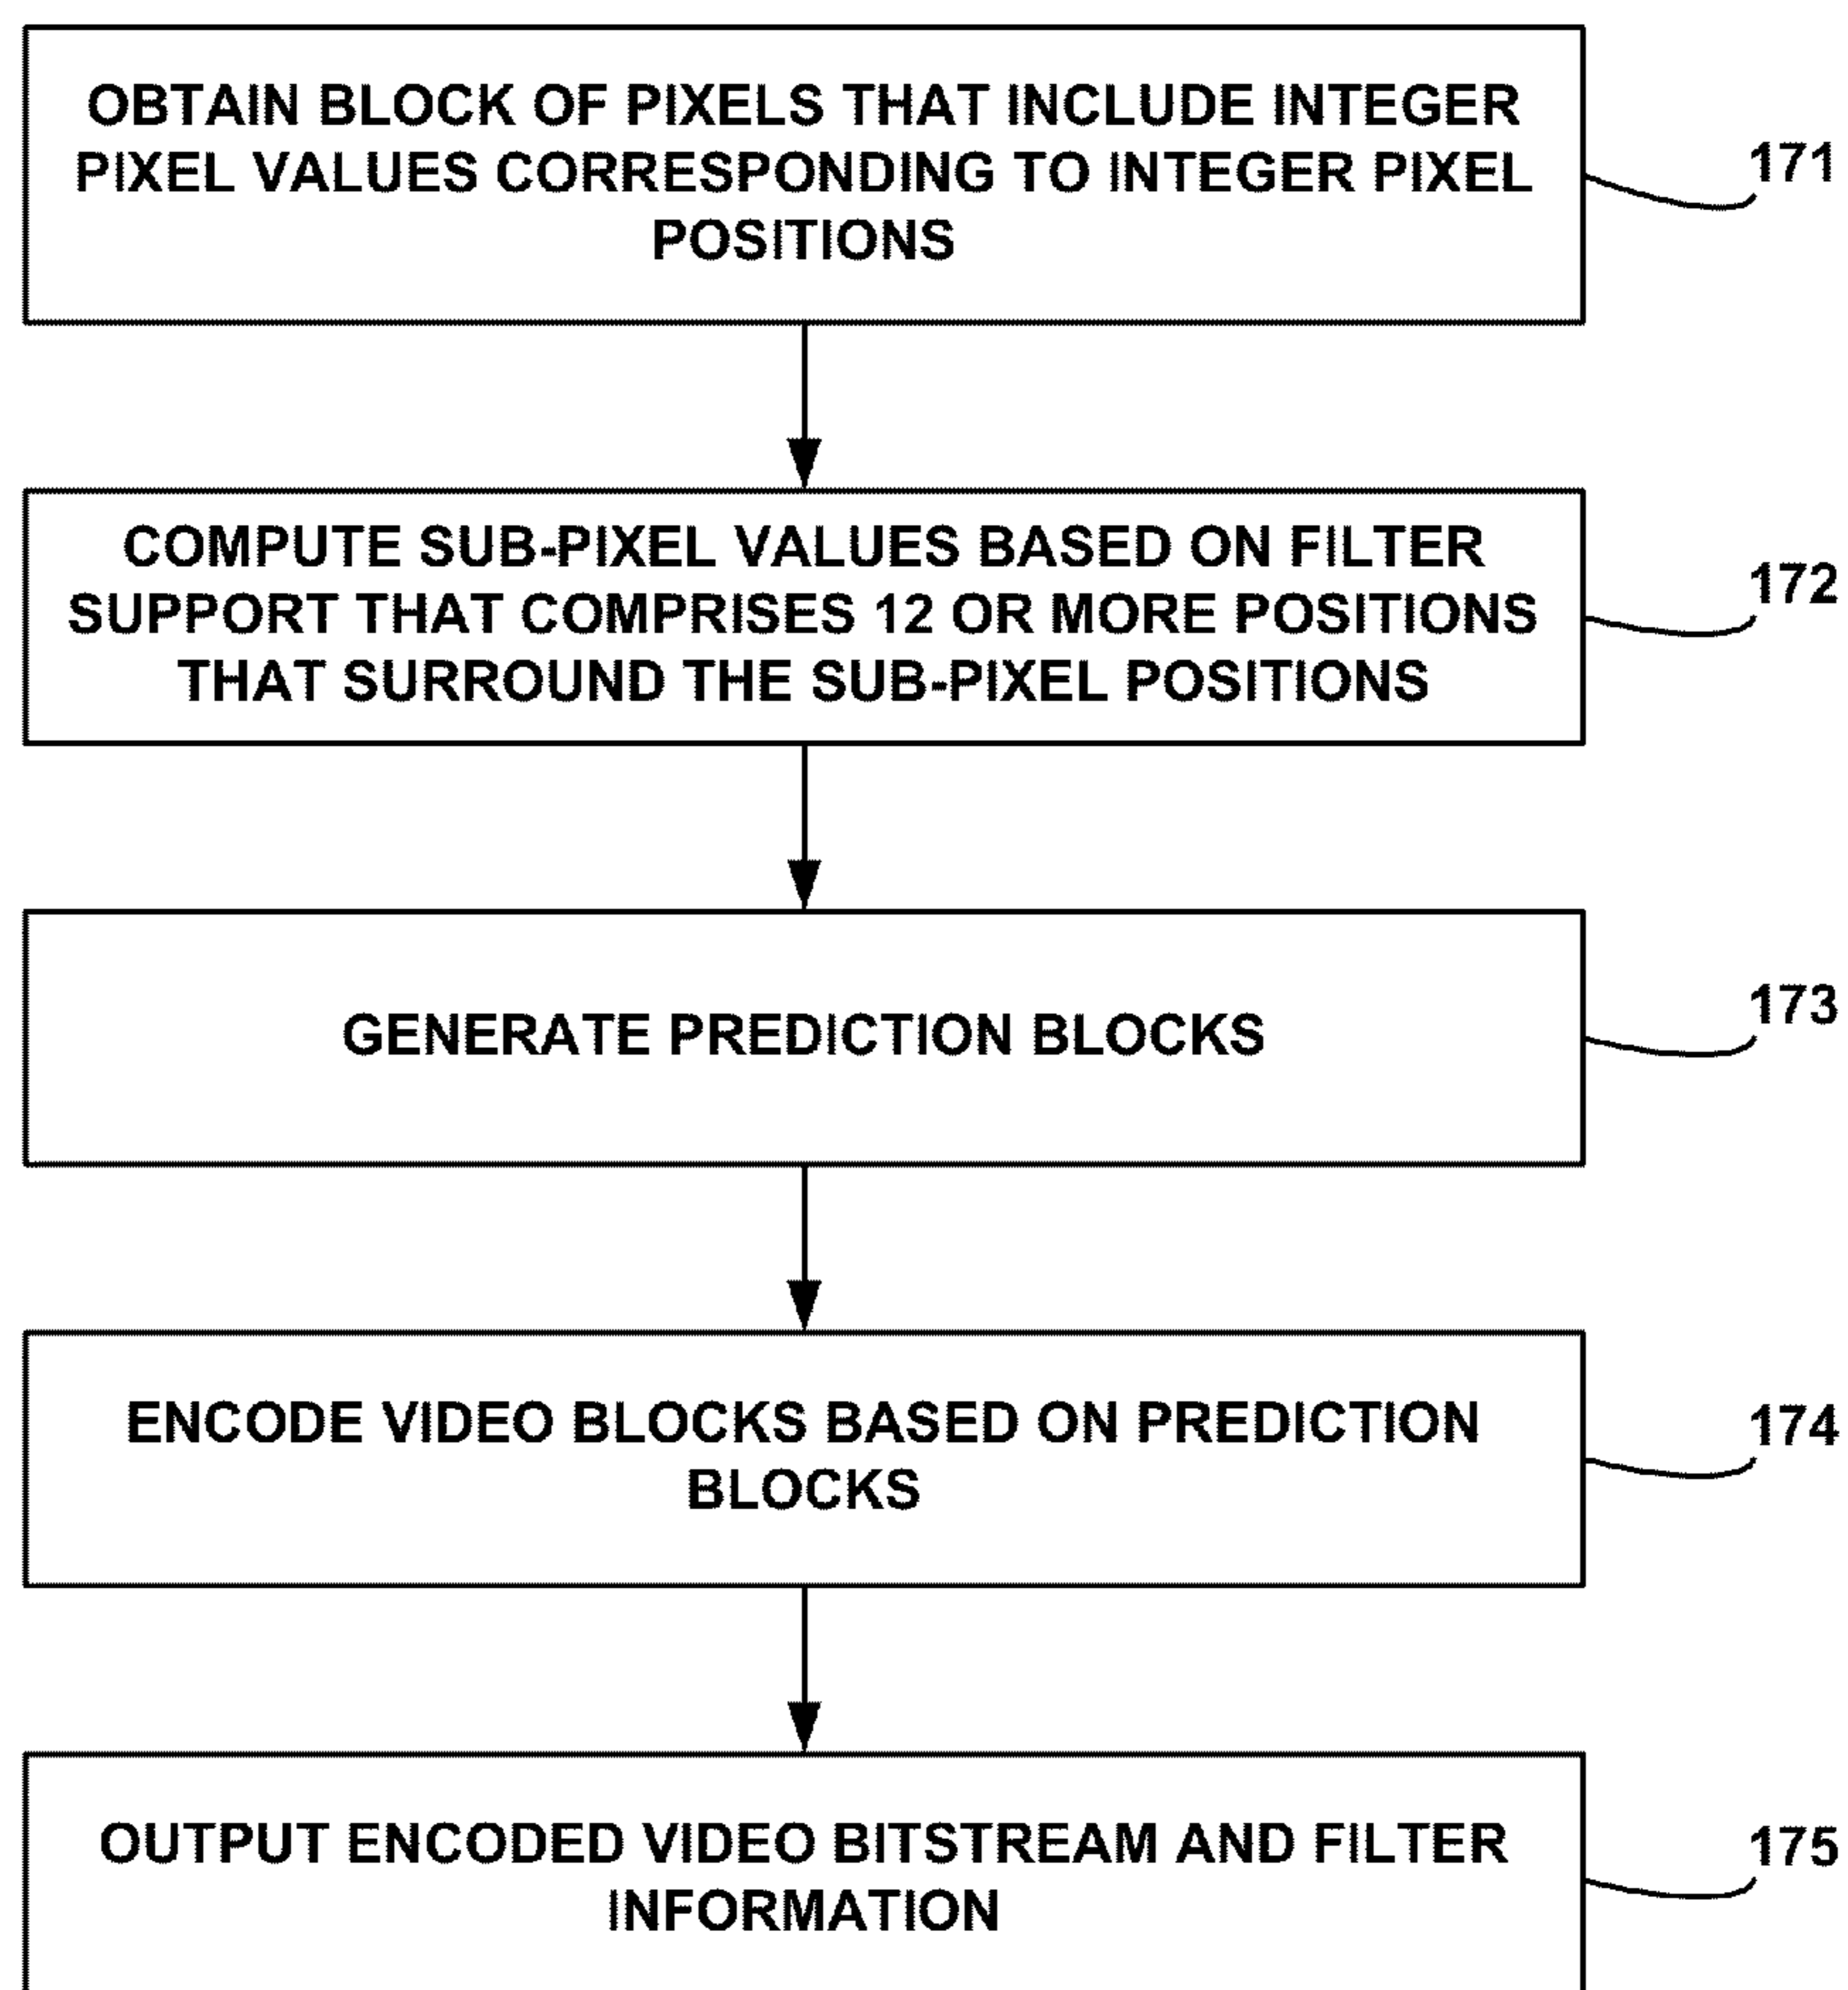 OBTAIN BLOCK OF PIXELS THAT INCLUDE INTEGER
PIXEL VALUES CORRESPONDING TO INTEGER PIXEL
POSITIONS
171
COMPUTE SUB-PIXEL VALUES BASED ON FILTER
SUPPORT THAT COMPRISES 12 OR MORE POSITIONS
THAT SURROUND THE SUB-PIXEL POSITIONS
172
GENERATE PREDICTION BLOCKS
173
ENCODE VIDEO BLOCKS BASED ON PREDICTION
BLOCKS
174
OUTPUT ENCODED VIDEO BITSTREAM AND FILTER
INFORMATION
175